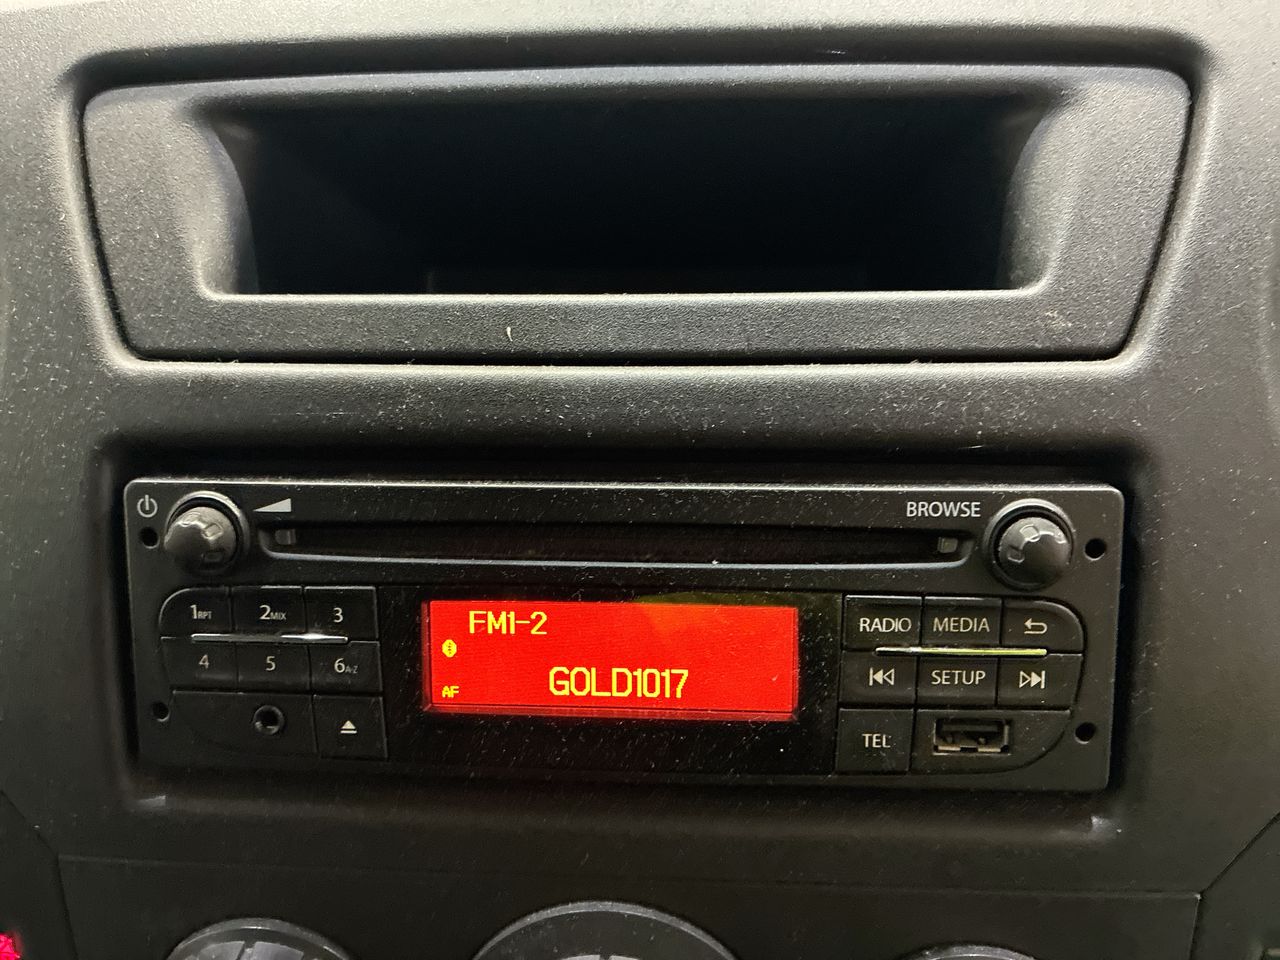 BROWSE
1RPT 2MIX 3
4 5 6A-Z
FM1-2
AF
GOLD1017
RADIO MEDIA
SETUP
TEL